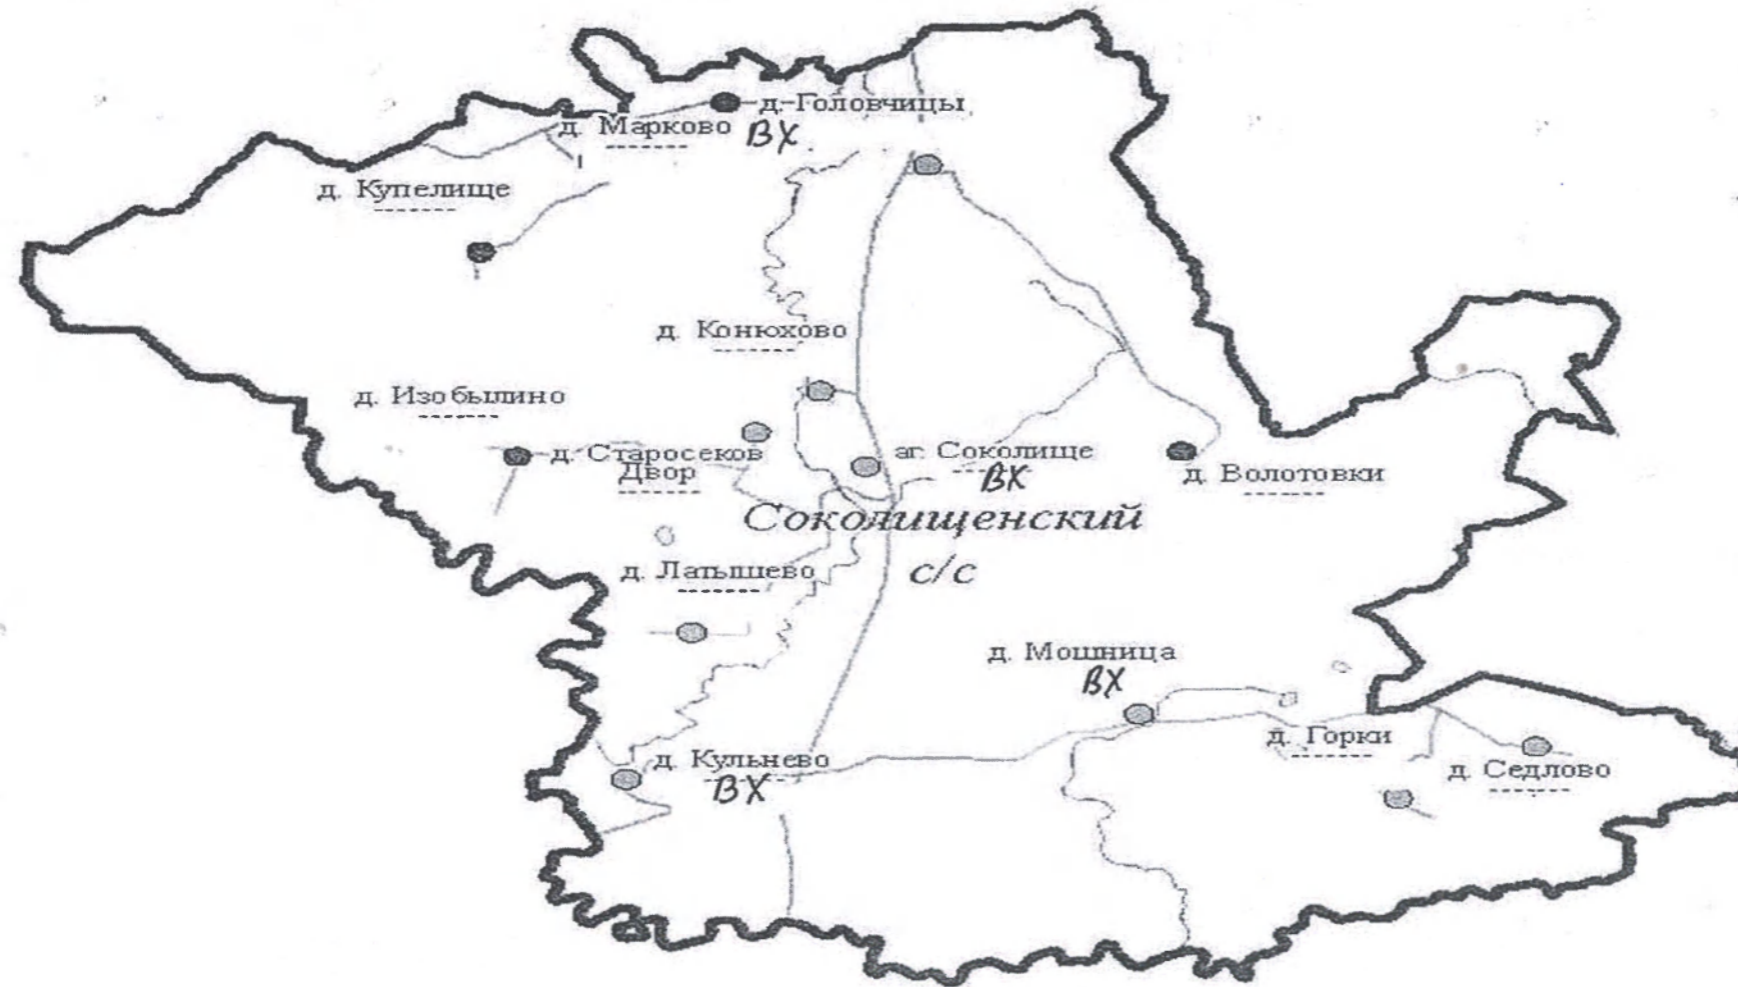 д. Головчицы
д. Марково
ВХ
д. Купелище
д. Конюхово
д. Изобылино
д. Старосеков
Двор
аг. Соколище
ВХ
д. Волотовки
Соколищенский
с/с
д. Латышево
д. Мошница
ВХ
д. Горки
д. Кульнево
ВХ
д. Седлово